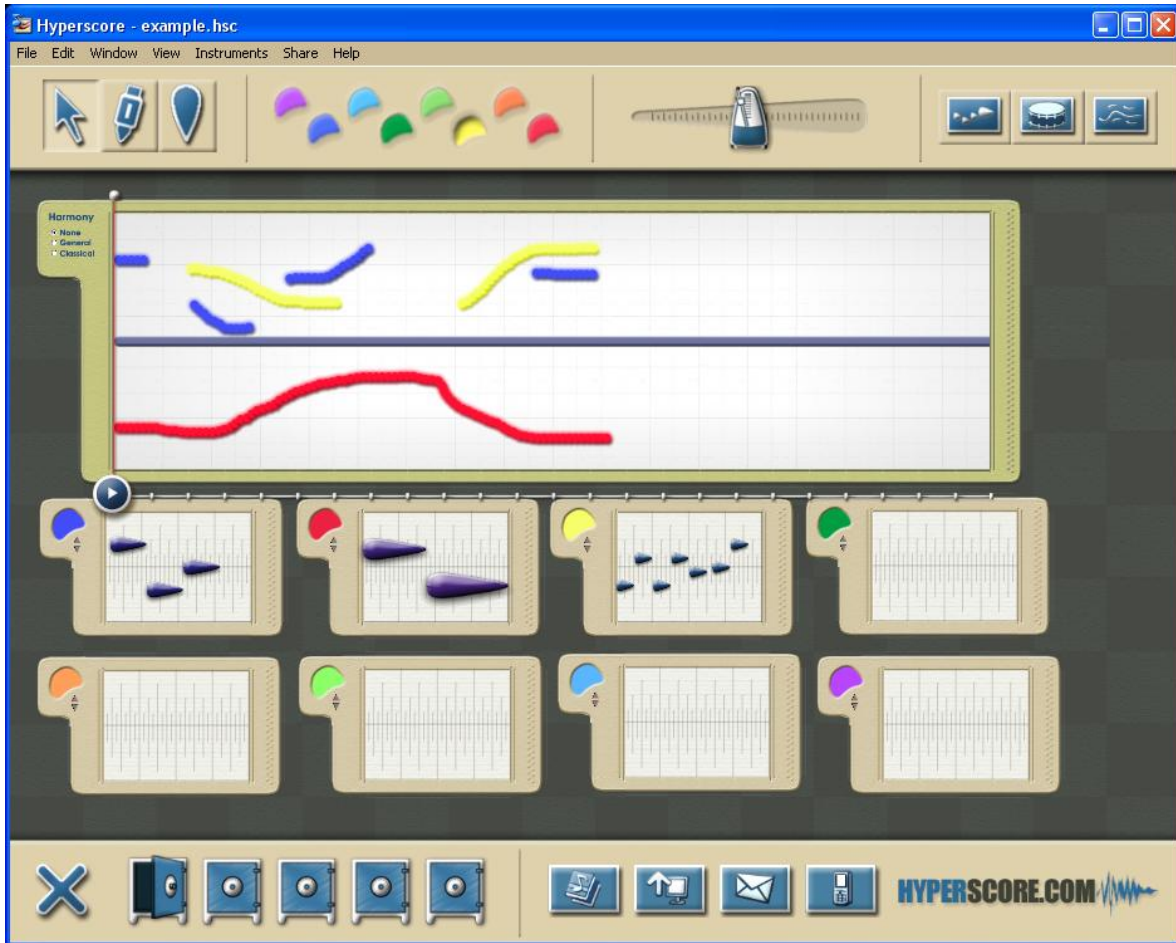 Hyperscore - example.hsc
File Edit Window View Instruments Share Help
Harmony
None
General
Classical
HYPERSCORE.COM